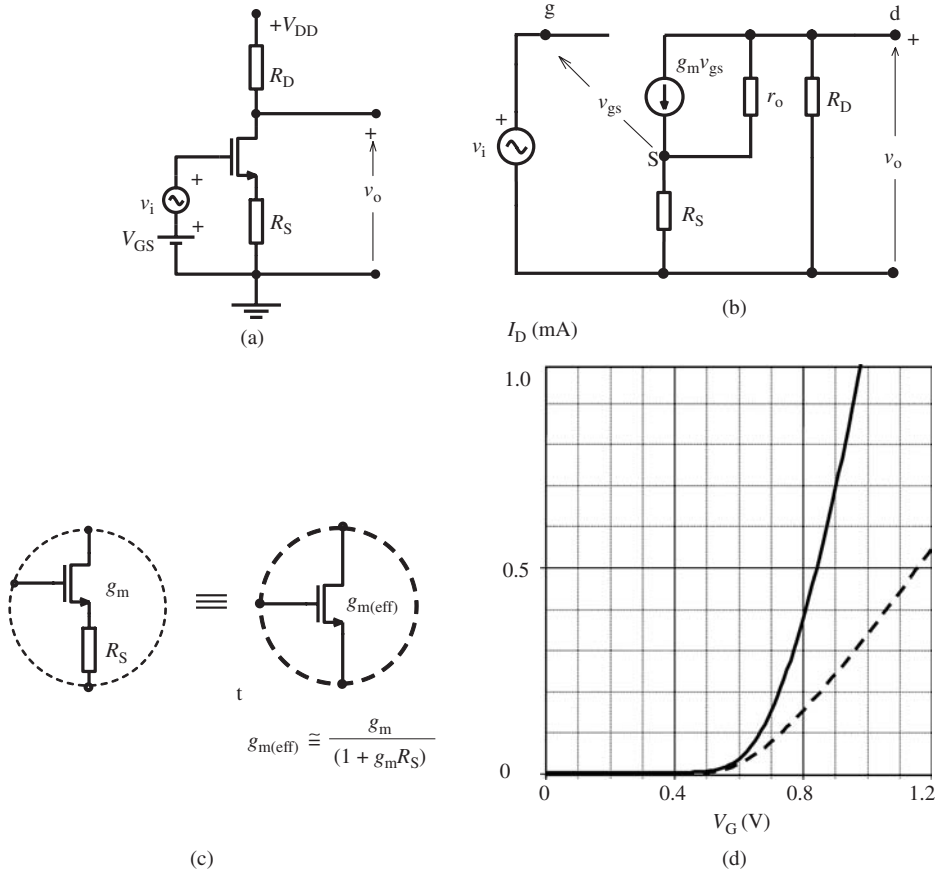 +V_DD
R_D
+
v_o
R_S
+
v_i
+
V_GS
(a)
g
d
+
g_m v_gs
v_gs
r_o
R_D
+
v_i
v_o
S
R_S
(b)
g_m
R_S
≡
g_m(eff)
t
g_m(eff) ≅ g_m / (1 + g_m R_S)
(c)
I_D (mA)
1.0
0.5
0
0 0.4 0.8 1.2
V_G (V)
(d)